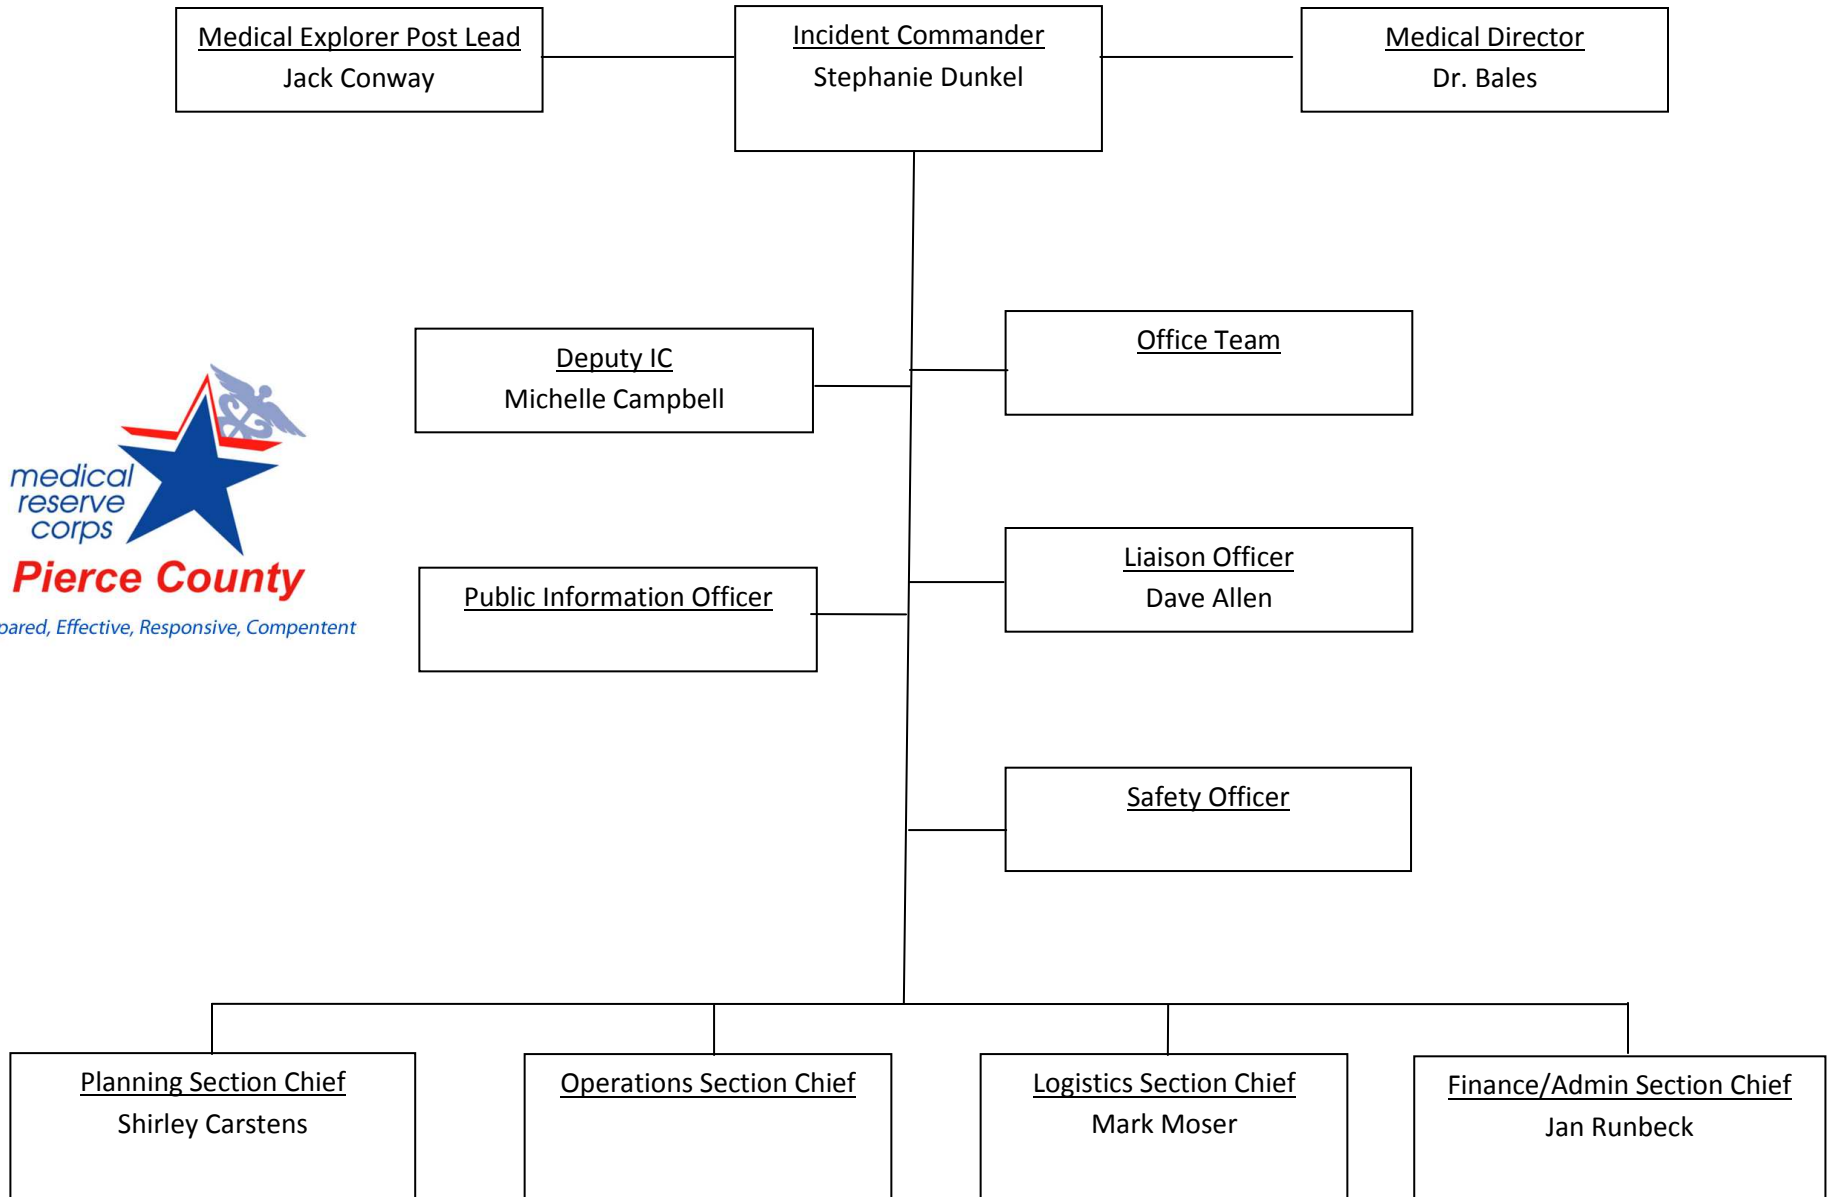 Medical Explorer Post Lead
Jack Conway
Incident Commander
Stephanie Dunkel
Medical Director
Dr. Bales
Deputy IC
Michelle Campbell
Office Team
medical
reserve
corps
Pierce County
pared, Effective, Responsive, Compentent
Public Information Officer
Liaison Officer
Dave Allen
Safety Officer
Planning Section Chief
Shirley Carstens
Operations Section Chief
Logistics Section Chief
Mark Moser
Finance/Admin Section Chief
Jan Runbeck